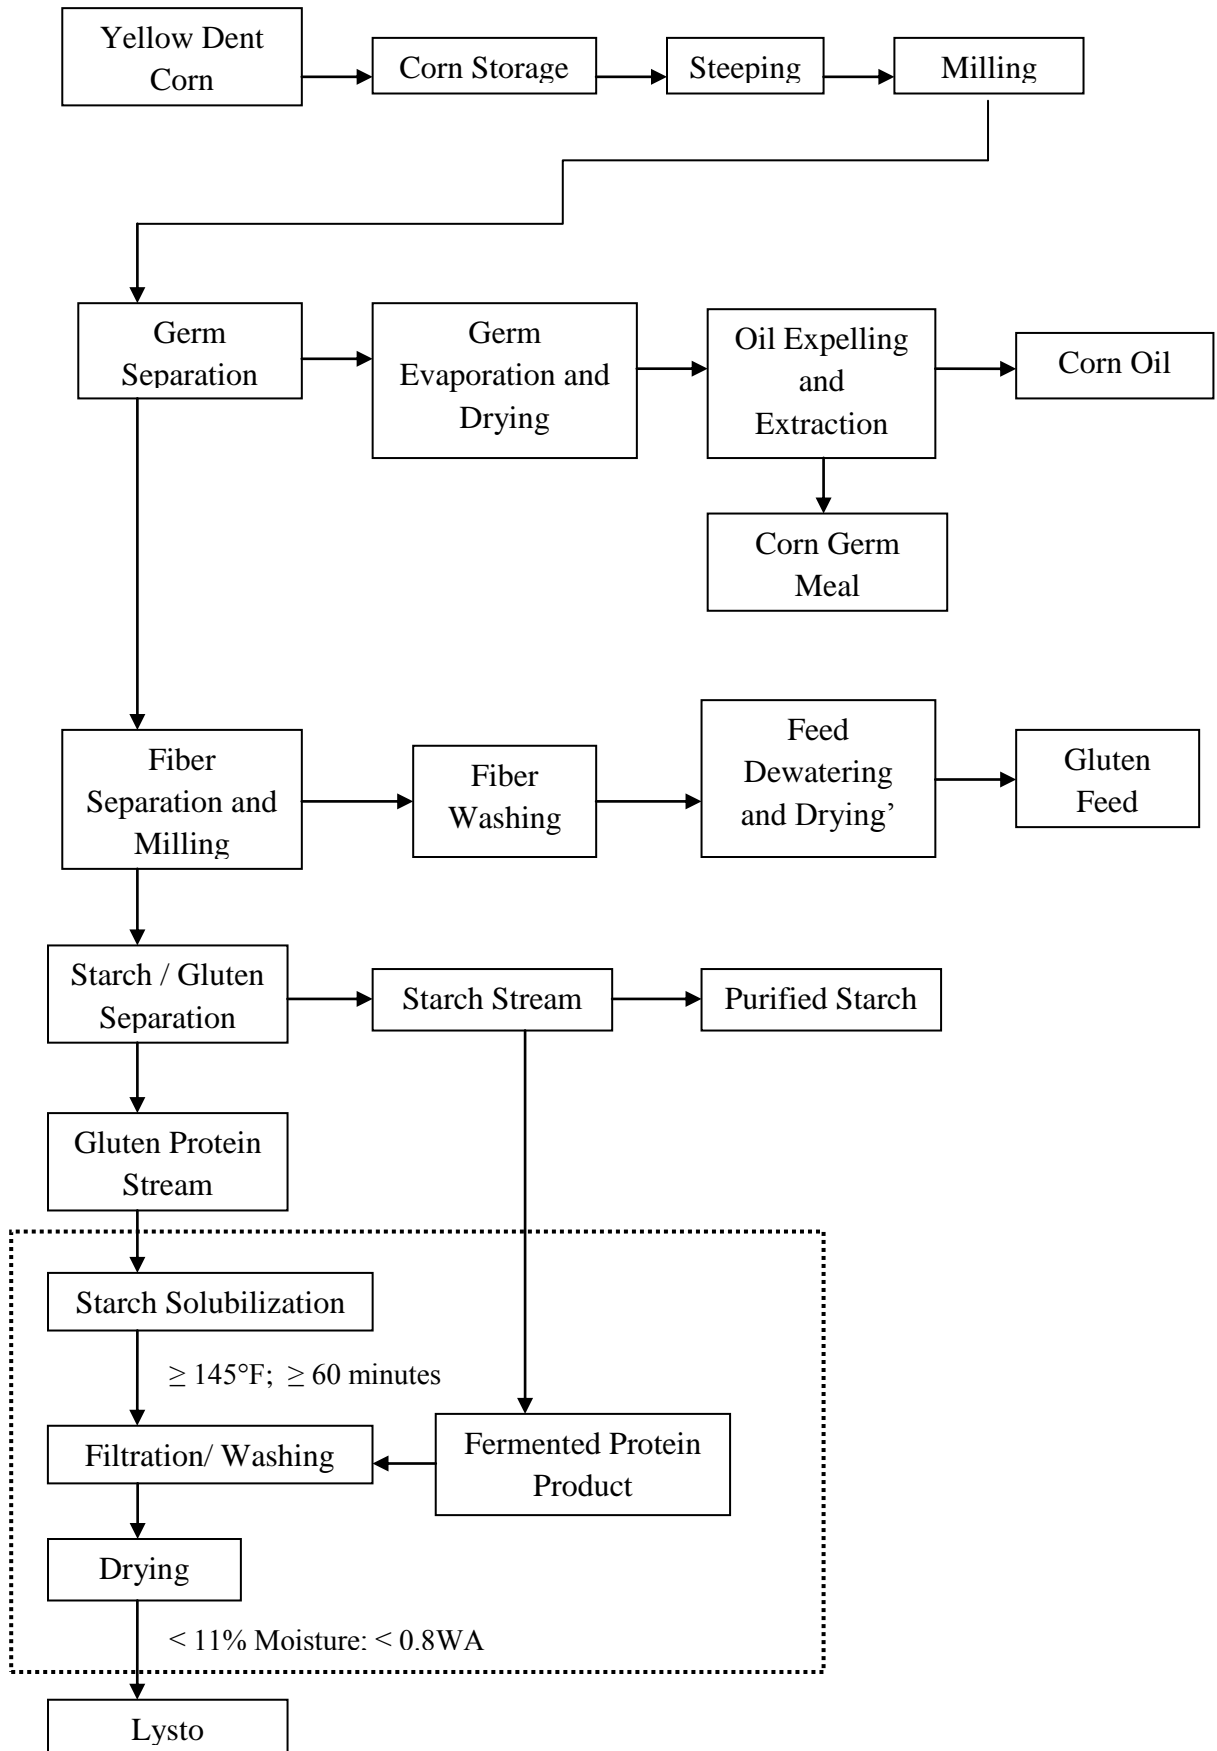 Yellow Dent
Corn
Corn Storage
Steeping
Milling
Germ
Separation
Germ
Evaporation and
Drying
Oil Expelling
and
Extraction
Corn Oil
Corn Germ
Meal
Fiber
Separation and
Milling
Fiber
Washing
Feed
Dewatering
and Drying’
Gluten
Feed
Starch / Gluten
Separation
Starch Stream
Purified Starch
Gluten Protein
Stream
Starch Solubilization
≥ 145°F; ≥ 60 minutes
Filtration/ Washing
Fermented Protein
Product
Drying
< 11% Moisture; < 0.8WA
Lysto